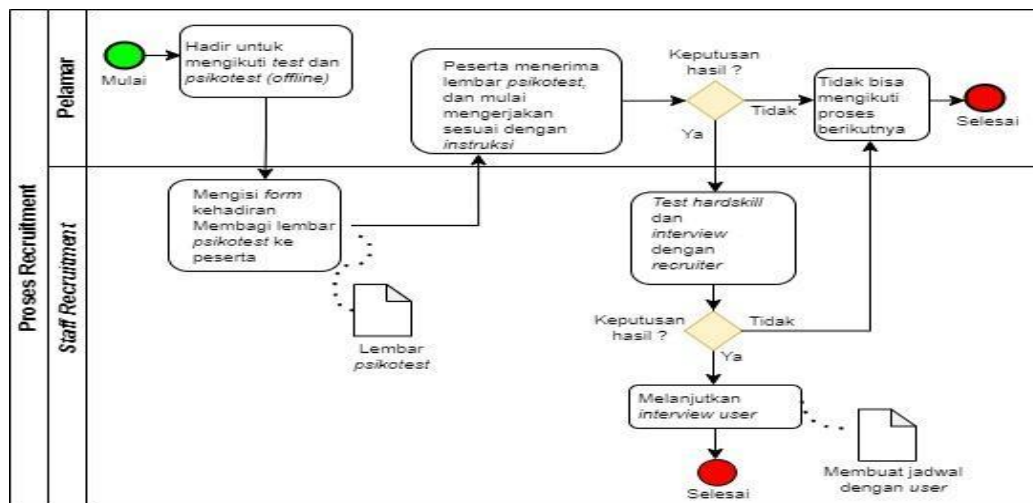 Proses Recruitment
Pelamar
Mulai
Hadir untuk
mengikuti test dan
psikotest (offline)
Peserta menerima
lembar psikotest,
dan mulai
mengerjakan
sesuai dengan
instruksi
Keputusan
hasil ?
Tidak
Ya
Tidak bisa
mengikuti
proses
berikutnya
Selesai
Staff Recruitment
Mengisi form
kehadiran
Membagi lembar
psikotest ke
peserta
Lembar
psikotest
Test hardskill
dan
interview
dengan
recruiter
Keputusan
hasil ?
Tidak
Ya
Melanjutkan
interview user
Membuat jadwal
dengan user
Selesai